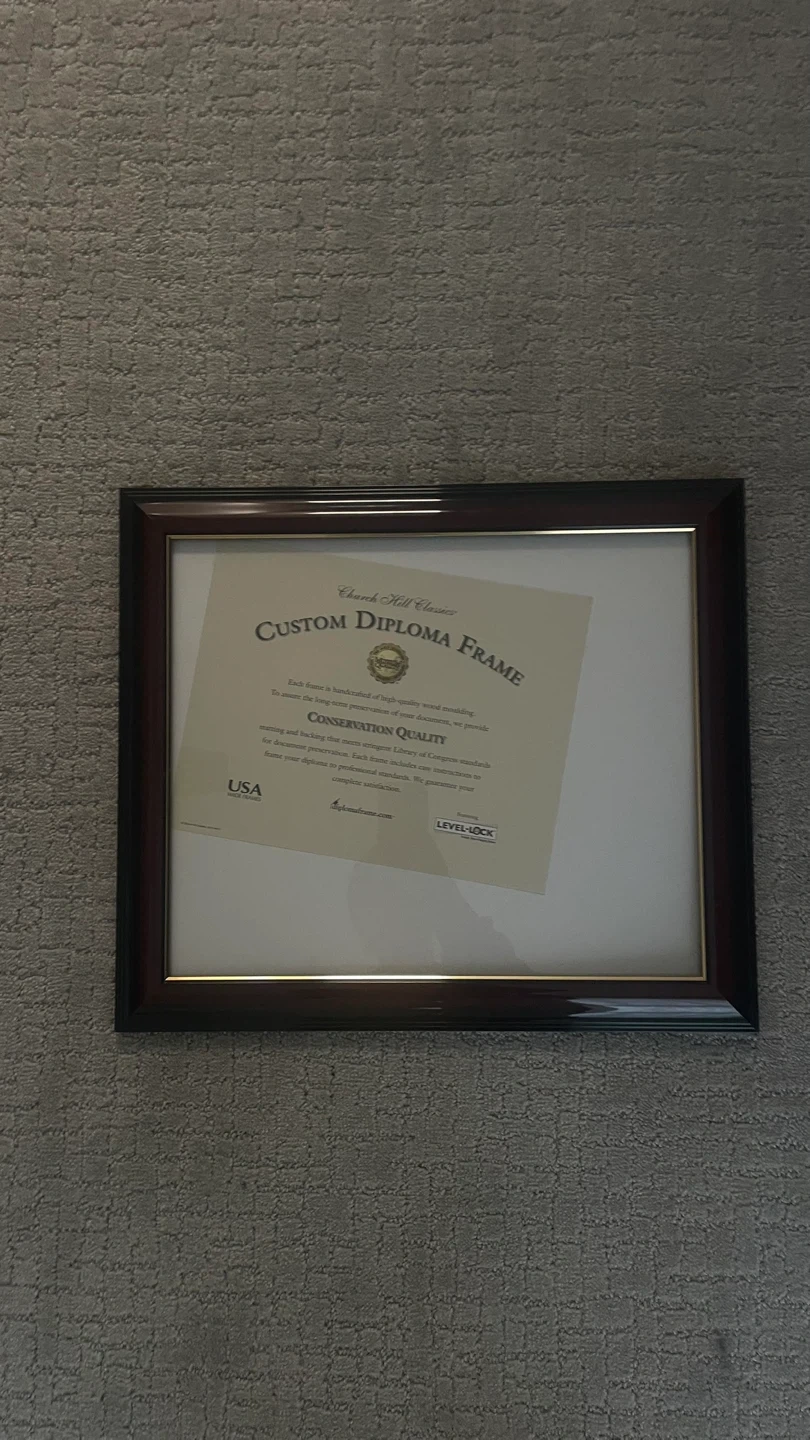 Church Hill Classics
CUSTOM DIPLOMA FRAME
Each frame is handcrafted of high-quality wood moulding.
To assure the long-term preservation of your document, we provide
CONSERVATION QUALITY
matting and backing that meets stringent Library of Congress standards
for document preservation. Each frame includes easy instructions to
frame your diploma to professional standards. We guarantee your
complete satisfaction.
USA
MADE FRAMES
diplomaframe.com
Featuring
LEVEL-LOCK